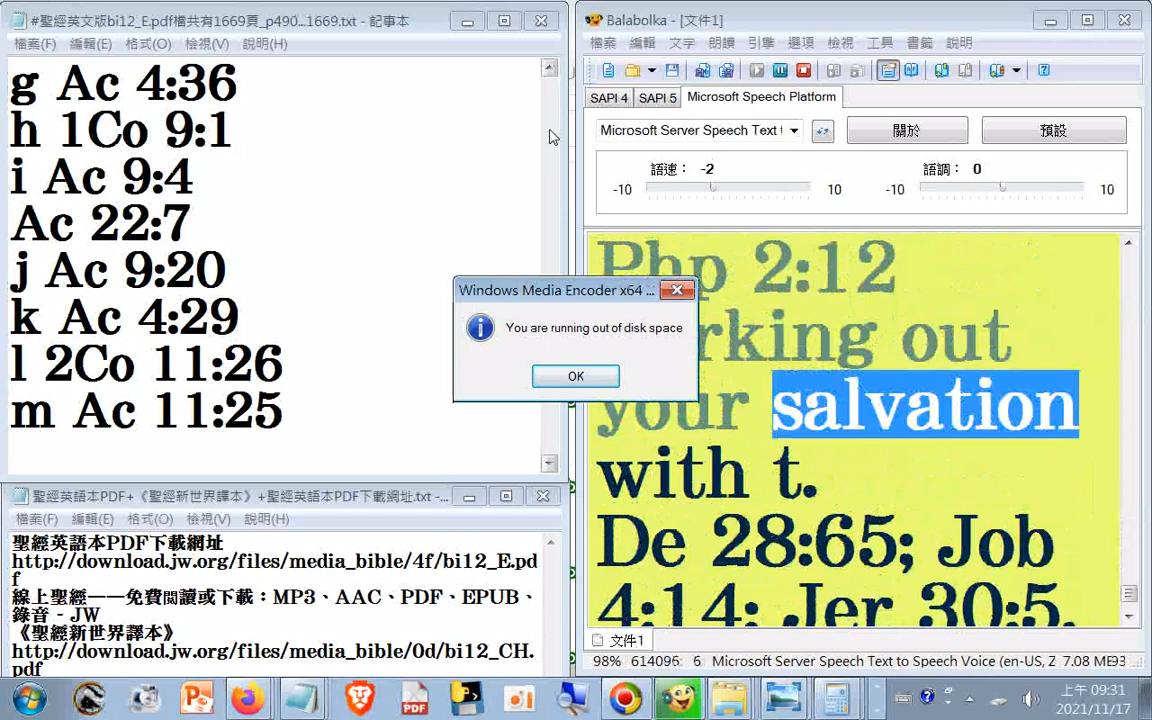 #聖經英文版bi12_E.pdf檔共有1669頁_p490...1669.txt - 記事本
檔案(F) 編輯(E) 格式(O) 檢視(V) 說明(H)
g Ac 4:36
h 1Co 9:1
i Ac 9:4
Ac 22:7
j Ac 9:20
k Ac 4:29
l 2Co 11:26
m Ac 11:25
聖經英語本PDF+《聖經新世界譯本》+聖經英語本PDF下載網址.txt -...
檔案(F) 編輯(E) 格式(O) 檢視(V) 說明(H)
聖經英語本PDF下載網址
http://download.jw.org/files/media_bible/4f/bi12_E.pd
f
線上聖經——免費閱讀或下載：MP3、AAC、PDF、EPUB、
錄音 - JW
《聖經新世界譯本》
http://download.jw.org/files/media_bible/0d/bi12_CH.
pdf
Balabolka - [文件1]
檔案 編輯 文字 朗讀 引擎 選項 檢視 工具 書籤 說明
SAPI 4 SAPI 5 Microsoft Speech Platform
Microsoft Server Speech Text t 關於 預設
語速： -2 語調： 0
-10 10 -10 10
Php 2:12
rking out
your salvation
with t.
De 28:65; Job
4:14; Jer 30:5.
文件1
98% 614096: 6 Microsoft Server Speech Text to Speech Voice (en-US, Z 7.08 ME93
Windows Media Encoder x64 ...
You are running out of disk space
OK
PDF
上午 09:31
2021/11/17